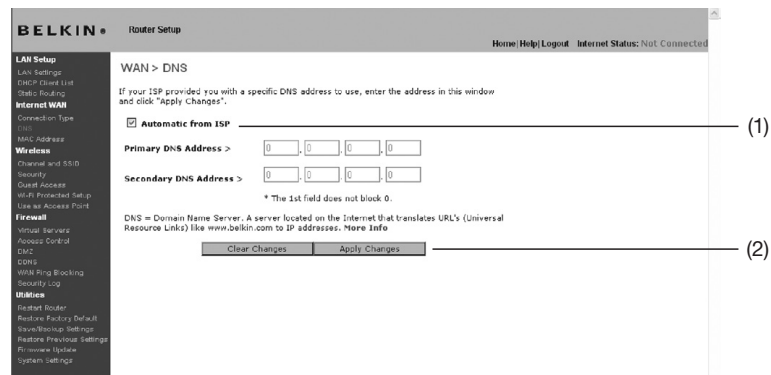 BELKIN
Router Setup
Home|Help|Logout Internet Status: Not Connected
LAN Setup
LAN Settings
DHCP Client List
Static Routing
Internet WAN
Connection Type
DNS
MAC Address
Wireless
Channel and SSID
Security
Guest Access
Wi-Fi Protected Setup
Use as Access Point
Firewall
Virtual Servers
Access Control
DMZ
DDNS
WAN Ping Blocking
Security Log
Utilities
Restart Router
Restore Factory Default
Save/Backup Settings
Restore Previous Settings
Firmware Update
System Settings
WAN > DNS
If your ISP provided you with a specific DNS address to use, enter the address in this window
and click "Apply Changes".
Automatic from ISP
(1)
Primary DNS Address > 0 . 0 . 0 . 0
Secondary DNS Address > 0 . 0 . 0 . 0
* The 1st field does not block 0.
DNS = Domain Name Server. A server located on the Internet that translates URL's (Universal
Resource Links) like www.belkin.com to IP addresses. More Info
Clear Changes Apply Changes
(2)